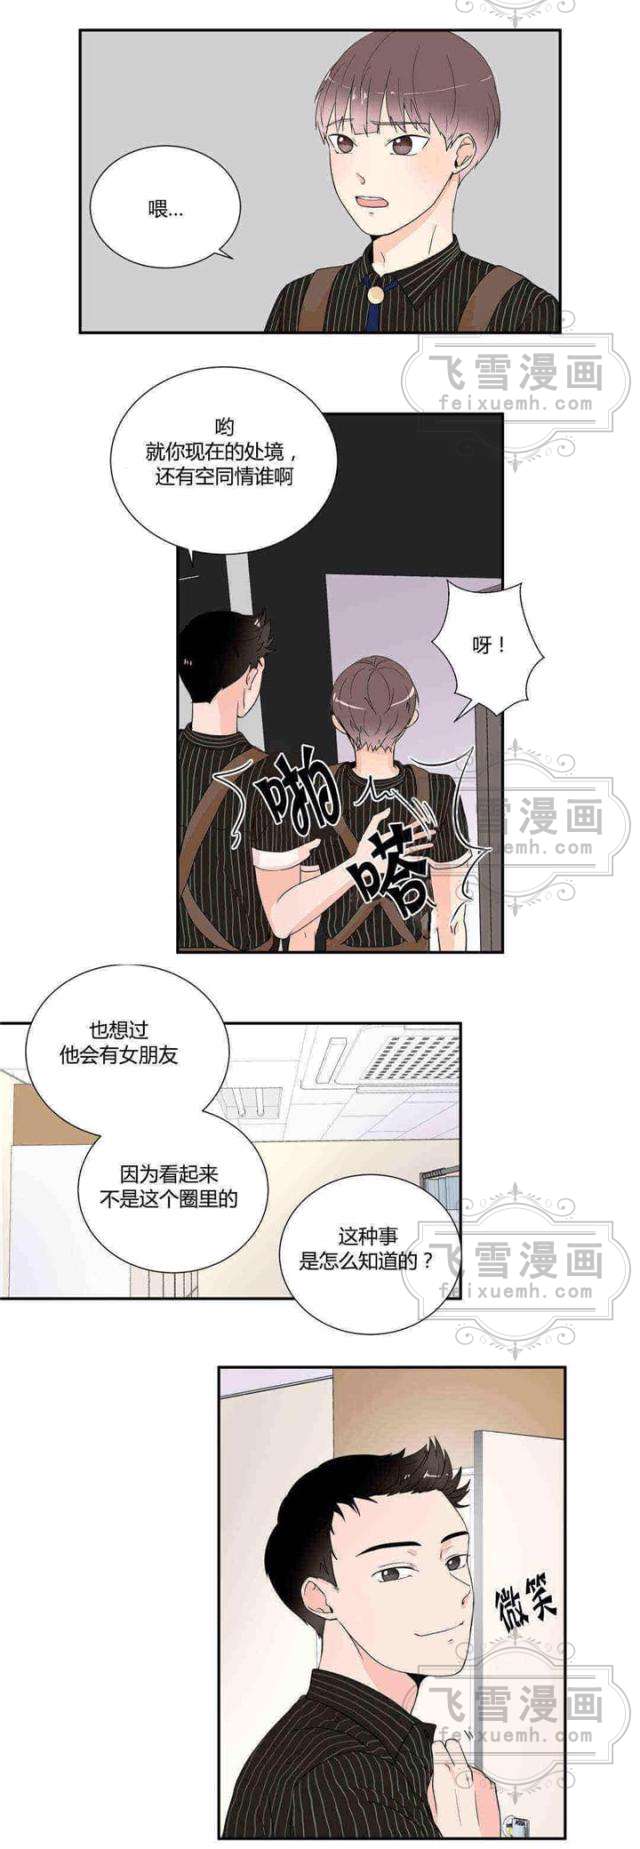 喂…
飞雪漫画
feixuemh.com
哟
就你现在的处境，
还有空同情谁啊
呀！
啪
嗒
飞雪漫画
feixuemh.com
也想过
他会有女朋友
因为看起来
不是这个圈里的
这种事
是怎么知道的？
飞雪漫画
feixuemh.com
微笑
飞雪漫画
feixuemh.com